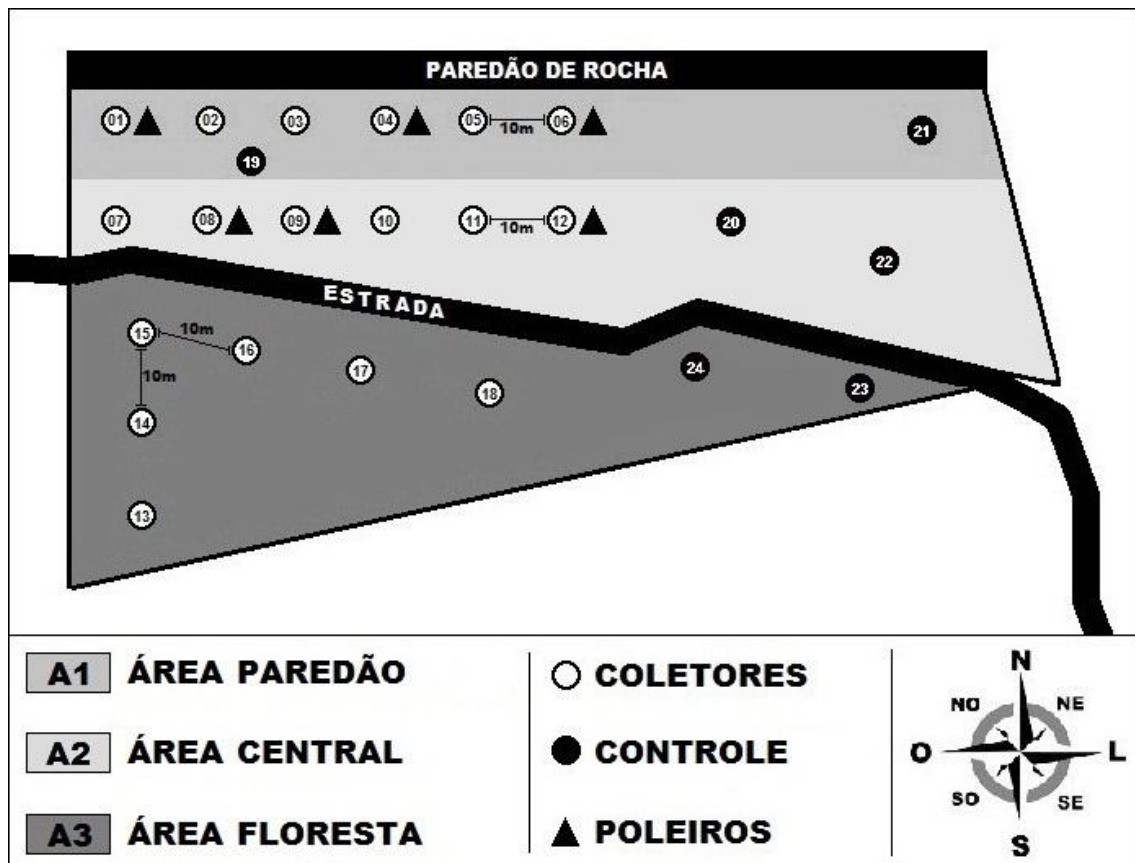 PAREDÃO DE ROCHA
01 02 03 04 05 10m 06
21
19
07 08 09 10 11 10m 12
20
22
ESTRADA
15 10m 16
10m
17
18
24
23
14
13
A1 ÁREA PAREDÃO
A2 ÁREA CENTRAL
A3 ÁREA FLORESTA
COLETORES
CONTROLE
POLEIROS
N
NO NE
O L
SO SE
S